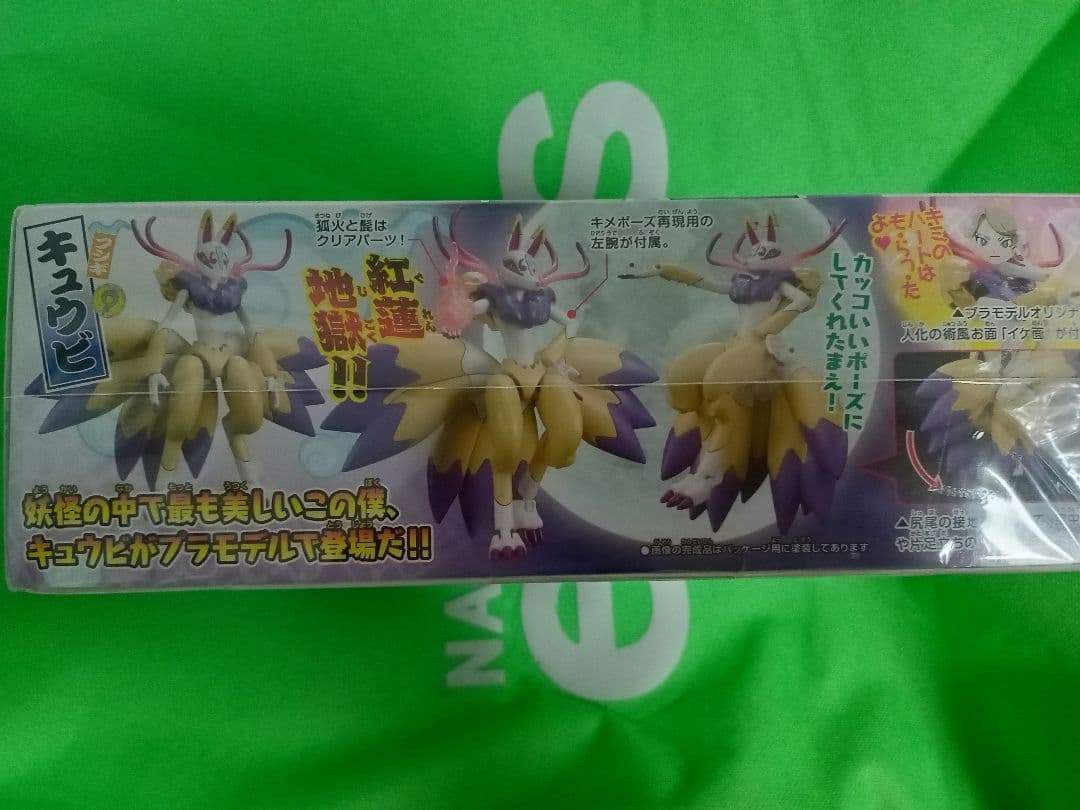 キュウビ
フシギ
狐火と髭は
クリアパーツ!
紅蓮
地獄!!
キメポーズ再現用の
左腕が付属。
カッコいいポーズに
してくれたまえ!
キミの
ハートは
もらった
よ♥
▲プラモデルオリジナ
人化の術風お面「イケ面」が付
妖怪の中で最も美しいこの僕、
キュウビがプラモデルで登場だ!!
●画像の完成品はパッケージ用に塗装してあります。
▲尻尾の接地
や片足立ちの
NA
e
s